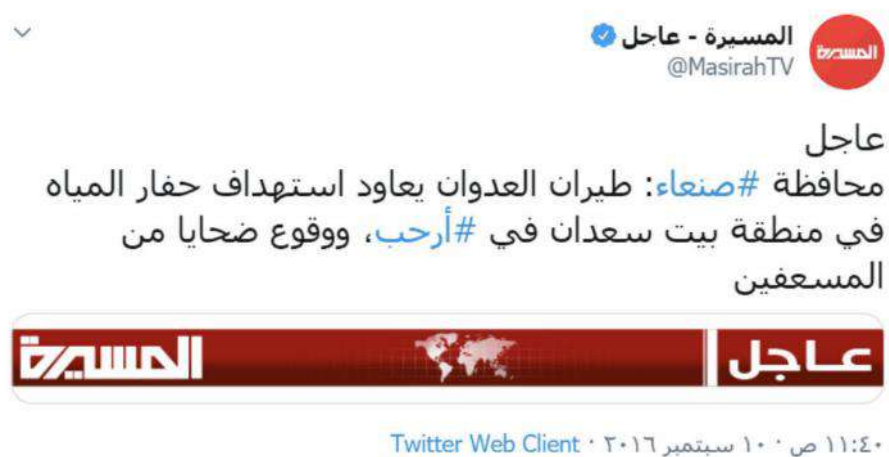 المسيرة - عاجل
@MasirahTV
المسيرة
عاجل
محافظة #صنعاء: طيران العدوان يعاود استهداف حفار المياه
في منطقة بيت سعدان في #أرحب، ووقوع ضحايا من
المسعفين
عاجل
المسيرة
١١:٤٠ ص · ١٠ سبتمبر ٢٠١٦ · Twitter Web Client